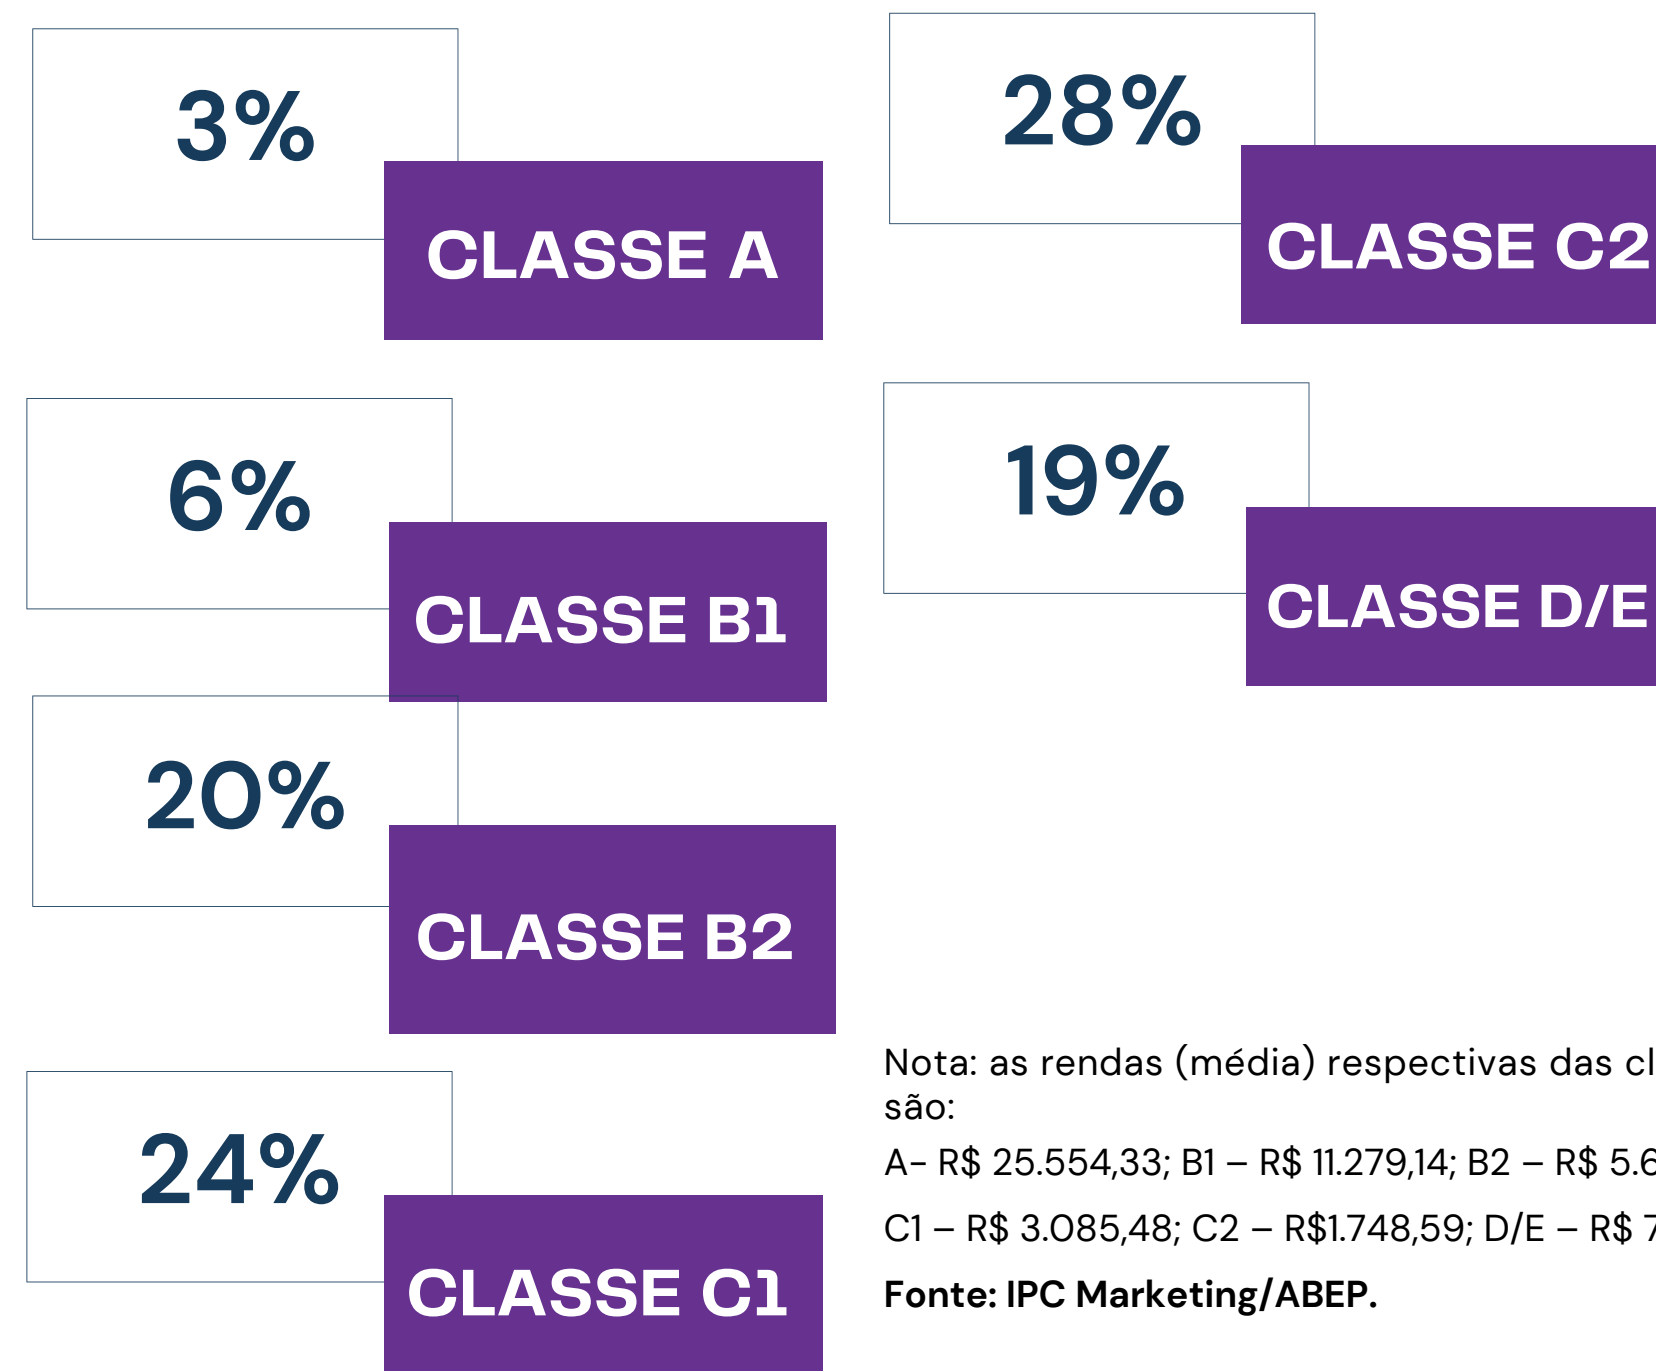 3%
CLASSE A
6%
CLASSE B1
20%
CLASSE B2
24%
CLASSE C1
28%
CLASSE C2
19%
CLASSE D/E
Nota: as rendas (média) respectivas das
são:
A- R$ 25.554,33; B1 – R$ 11.279,14; B2 – R$
C1 – R$ 3.085,48; C2 – R$1.748,59; D/E – R$
Fonte: IPC Marketing/ABEP.